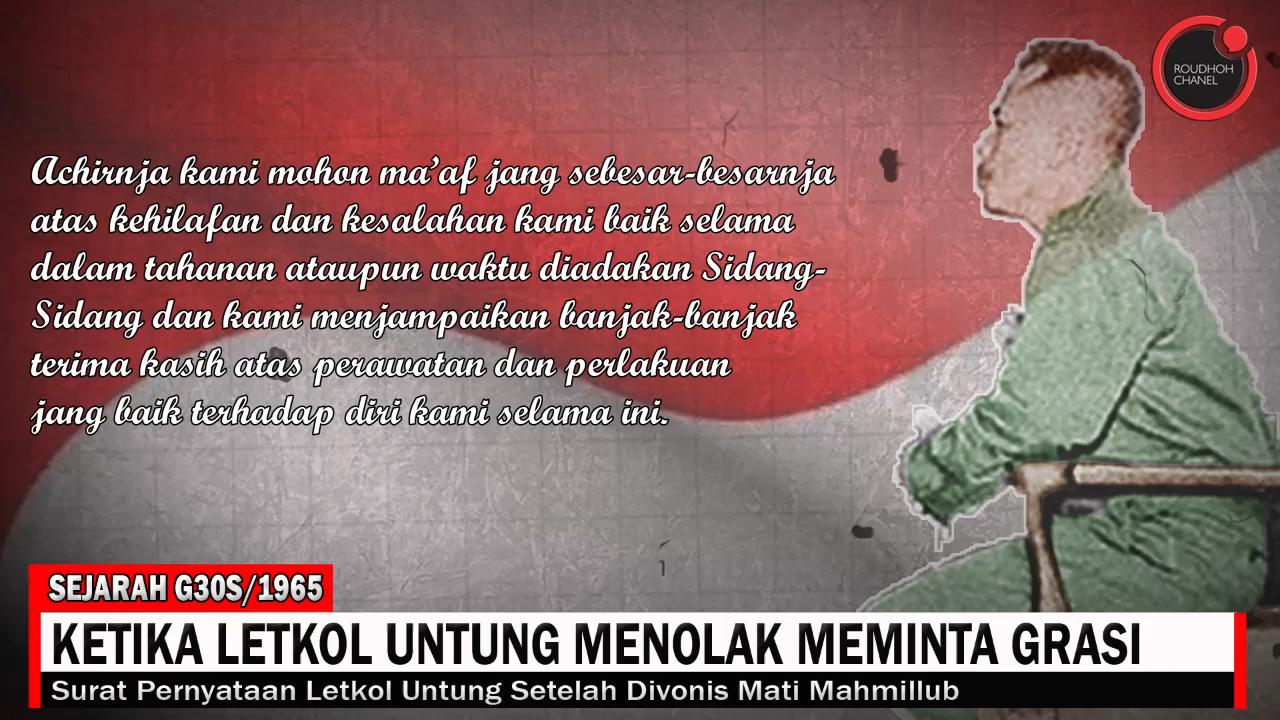 ROUDHOH
CHANEL
Achirnja kami mohon ma'af jang sebesar-besarnja
atas kehilafan dan kesalahan kami baik selama
dalam tahanan ataupun waktu diadakan Sidang-
Sidang dan kami menjampaikan banjak-banjak
terima kasih atas perawatan dan perlakuan
jang baik terhadap diri kami selama ini.
SEJARAH G30S/1965
KETIKA LETKOL UNTUNG MENOLAK MEMINTA GRASI
Surat Pernyataan Letkol Untung Setelah Divonis Mati Mahmillub